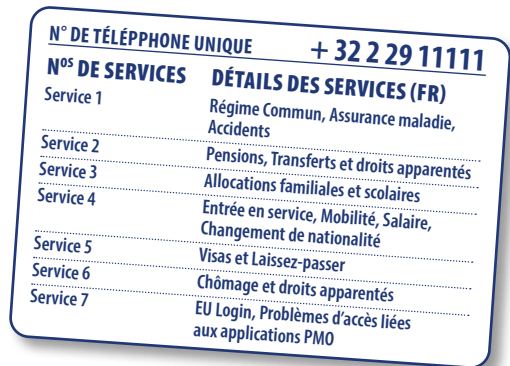 N° DE TÉLÉPPHONE UNIQUE + 32 2 29 11111
Nos DE SERVICES DÉTAILS DES SERVICES (FR)
Service 1 Régime Commun, Assurance maladie,
Accidents
Service 2 Pensions, Transferts et droits apparentés
Service 3 Allocations familiales et scolaires
Service 4 Entrée en service, Mobilité, Salaire,
Changement de nationalité
Service 5 Visas et Laissez-passer
Service 6 Chômage et droits apparentés
Service 7 EU Login, Problèmes d’accès liées
aux applications PMO